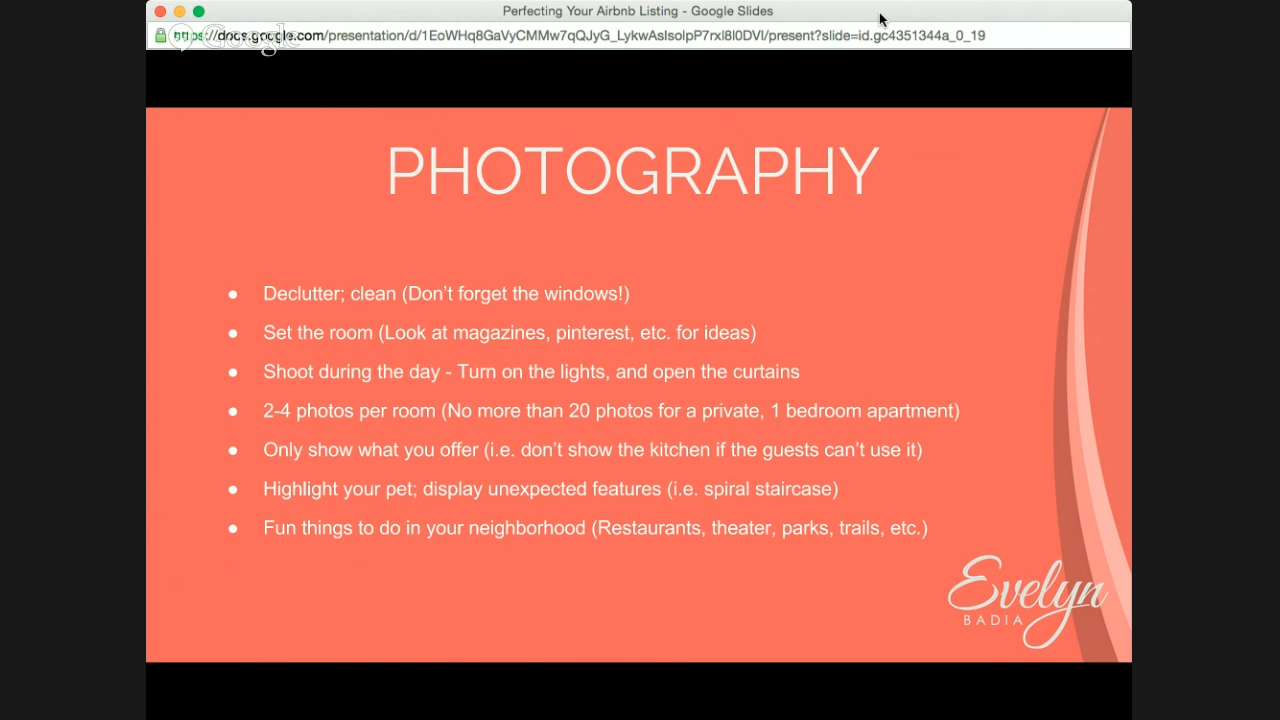 Perfecting Your Airbnb Listing - Google Slides
https://docs.google.com/presentation/d/1EoWHq8GaVyCMMw7qQJyG_LykwAslsolpP7rxl8l0DVI/present?slide=id.gc4351344a_0_19
Google
PHOTOGRAPHY
● Declutter; clean (Don’t forget the windows!)
● Set the room (Look at magazines, pinterest, etc. for ideas)
● Shoot during the day - Turn on the lights, and open the curtains
● 2-4 photos per room (No more than 20 photos for a private, 1 bedroom apartment)
● Only show what you offer (i.e. don’t show the kitchen if the guests can’t use it)
● Highlight your pet; display unexpected features (i.e. spiral staircase)
● Fun things to do in your neighborhood (Restaurants, theater, parks, trails, etc.)
Evelyn
BADIA